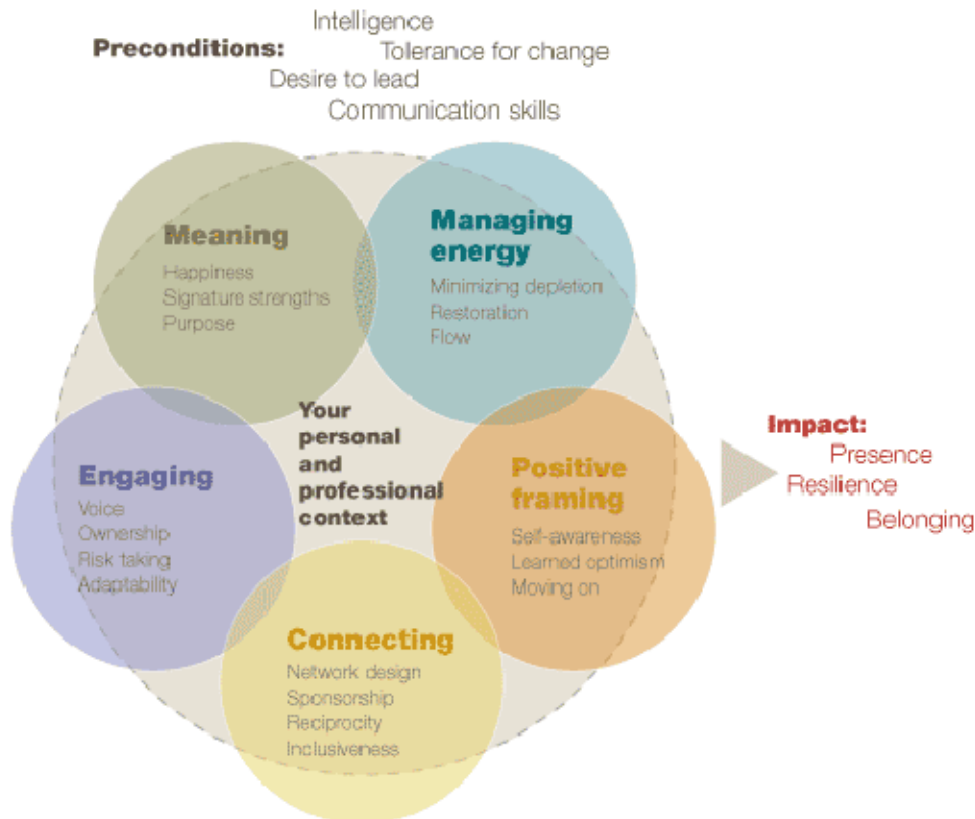 Preconditions:
Intelligence
Tolerance for change
Desire to lead
Communication skills
Meaning
Happiness
Signature strengths
Purpose
Managing
energy
Minimizing depletion
Restoration
Flow
Your
personal
and
professional
context
Engaging
Voice
Ownership
Risk taking
Adaptability
Positive
framing
Self-awareness
Learned optimism
Moving on
Connecting
Network design
Sponsorship
Reciprocity
Inclusiveness
Impact:
Presence
Resilience
Belonging